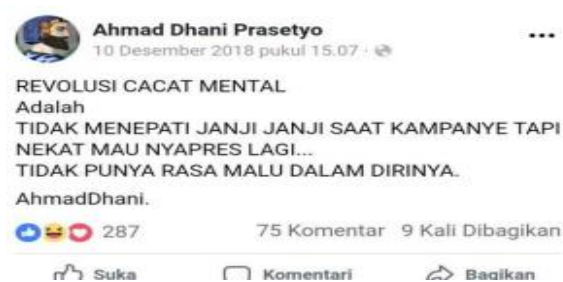 Ahmad Dhani Prasetyo
10 Desember 2018 pukul 15.07 ·
REVOLUSI CACAT MENTAL
Adalah
TIDAK MENEPATI JANJI JANJI SAAT KAMPANYE TAPI
NEKAT MAU NYAPRES LAGI...
TIDAK PUNYA RASA MALU DALAM DIRINYA.
AhmadDhani.
287 75 Komentar 9 Kali Dibagikan
Suka Komentari Bagikan